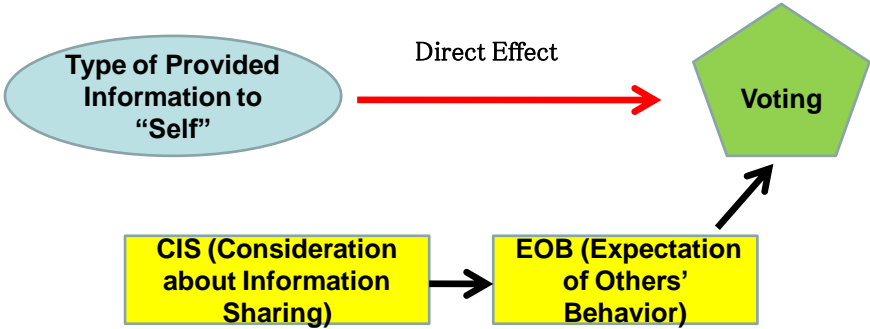 Type of Provided
Information to
“Self”
Direct Effect
Voting
CIS (Consideration
about Information
Sharing)
EOB (Expectation
of Others’
Behavior)